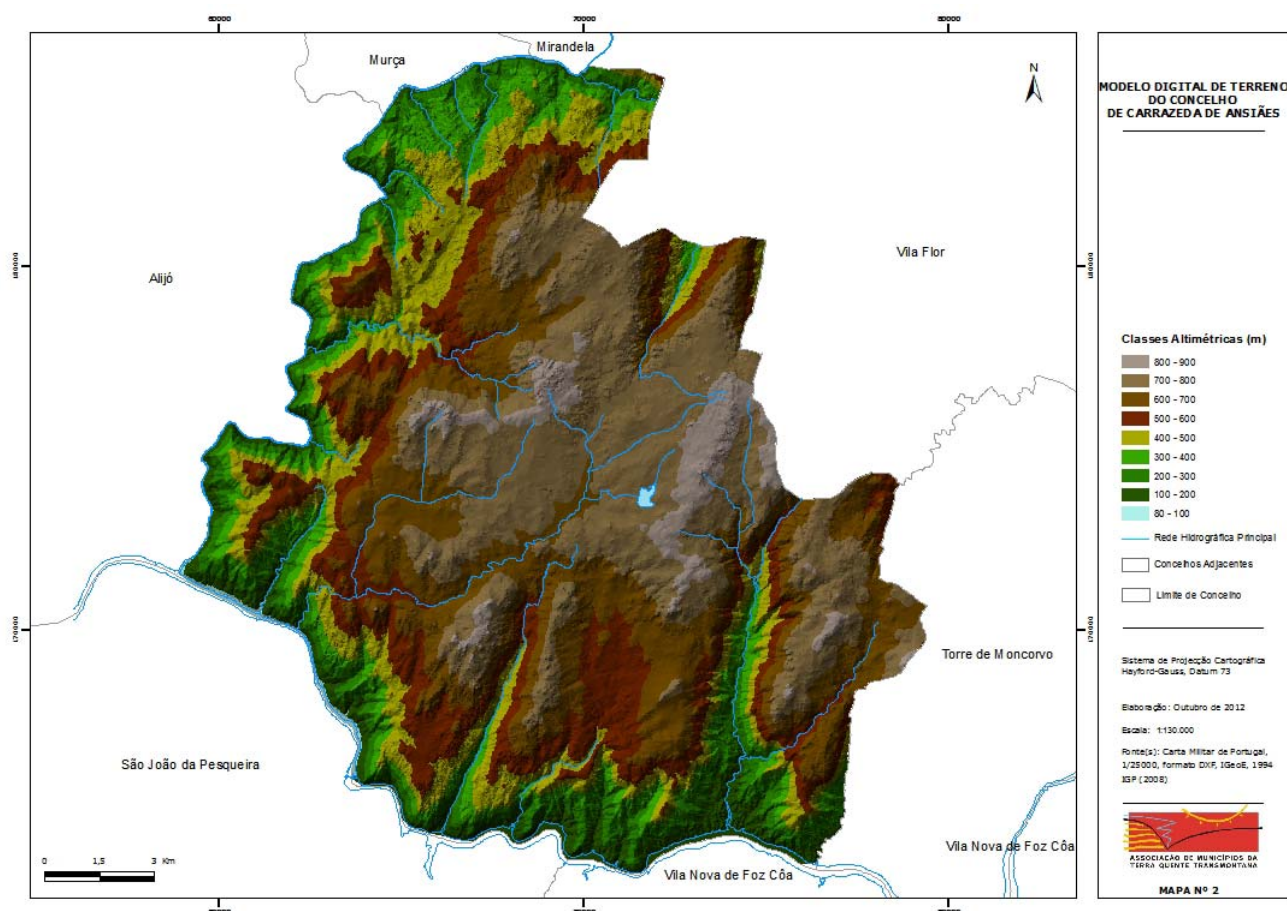 60000
70000
80000
Mirandela
Murça
N
180000
180000
Alijó
Vila Flor
170000
170000
Torre de Moncorvo
São João da Pesqueira
Vila Nova de Foz Côa
Vila Nova de Foz Côa
0 1,5 3 Km
60000
70000
80000
MODELO DIGITAL DE TERRENO
DO CONCELHO
DE CARRAZEDA DE ANSIÃES
Classes Altimétricas (m)
800 - 900
700 - 800
600 - 700
500 - 600
400 - 500
300 - 400
200 - 300
100 - 200
80 - 100
Rede Hidrográfica Principal
Concelhos Adjacentes
Limite de Concelho
Sistema de Projecção Cartográfica
Hayford-Gauss, Datum 73
Elaboração: Outubro de 2012
Escala: 1:130.000
Fonte(s): Carta Militar de Portugal,
1/25000, formato DXF, IGeoE, 1994
IGP (2008)
ASSOCIAÇÃO DE MUNICÍPIOS DA
TERRA QUENTE TRANSMONTANA
MAPA Nº 2